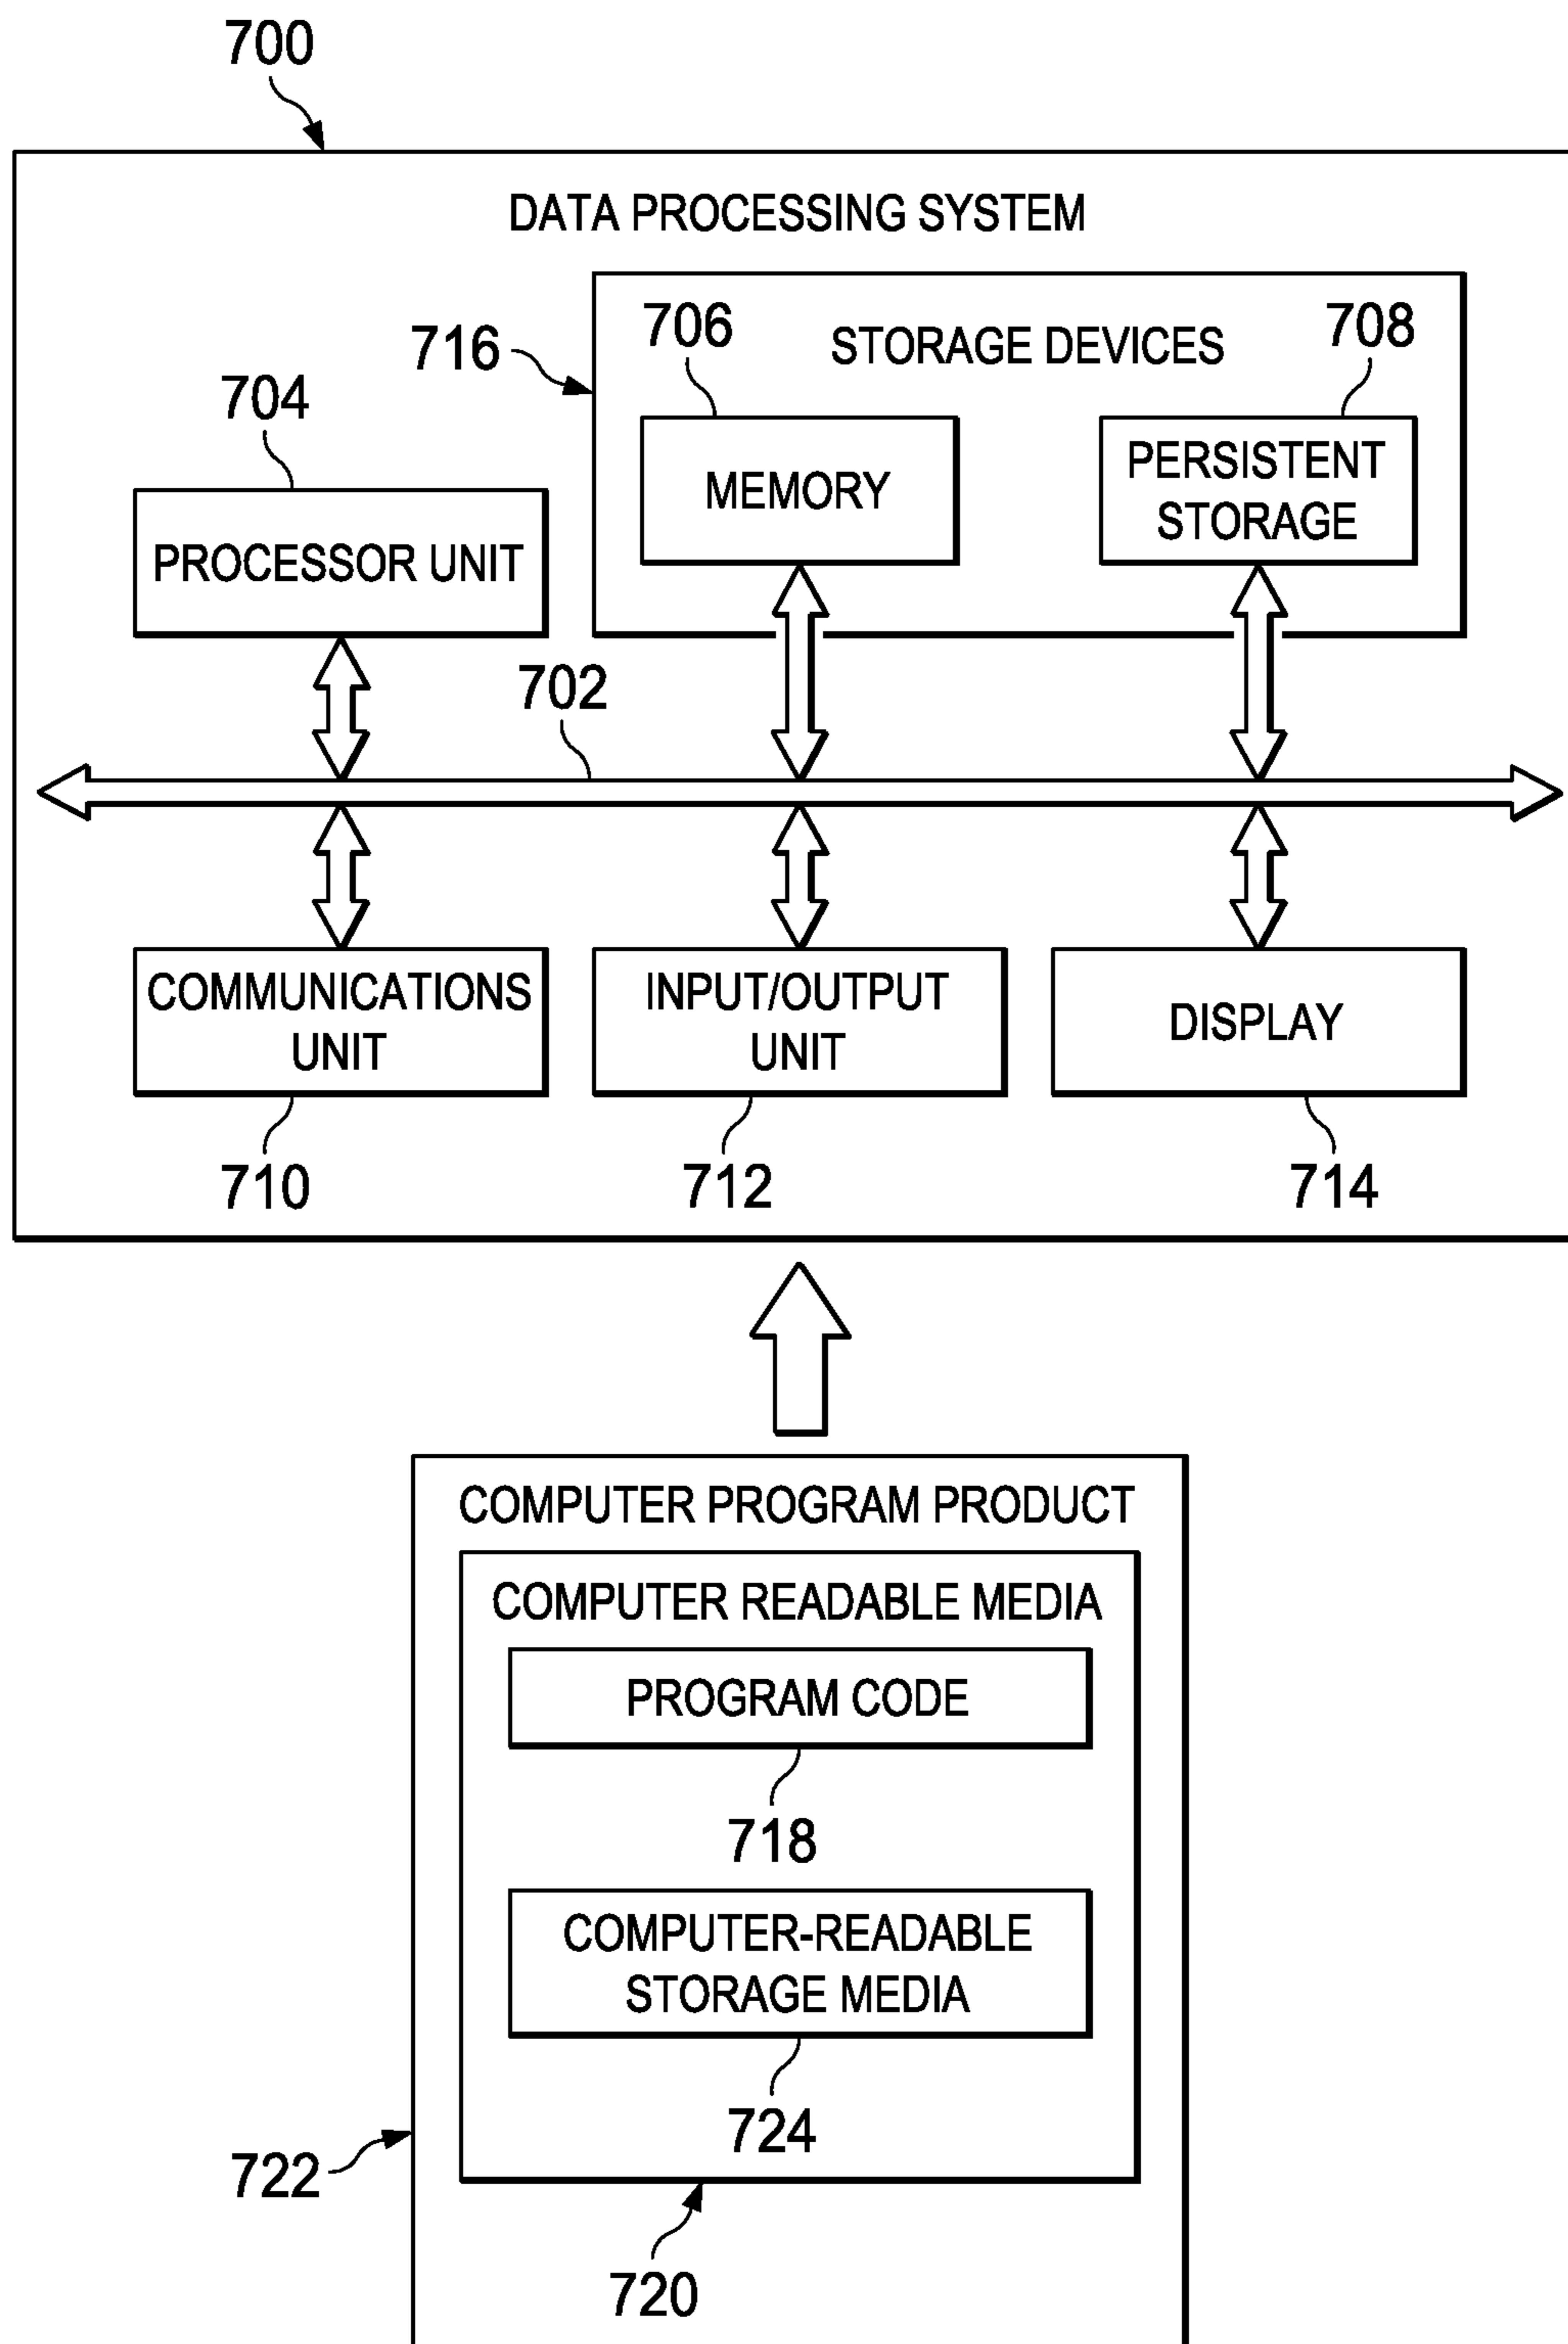 700
DATA PROCESSING SYSTEM
716
706
STORAGE DEVICES
708
704
MEMORY
PERSISTENT
STORAGE
PROCESSOR UNIT
702
COMMUNICATIONS
UNIT
INPUT/OUTPUT
UNIT
DISPLAY
710
712
714
COMPUTER PROGRAM PRODUCT
COMPUTER READABLE MEDIA
PROGRAM CODE
718
COMPUTER-READABLE
STORAGE MEDIA
724
722
720